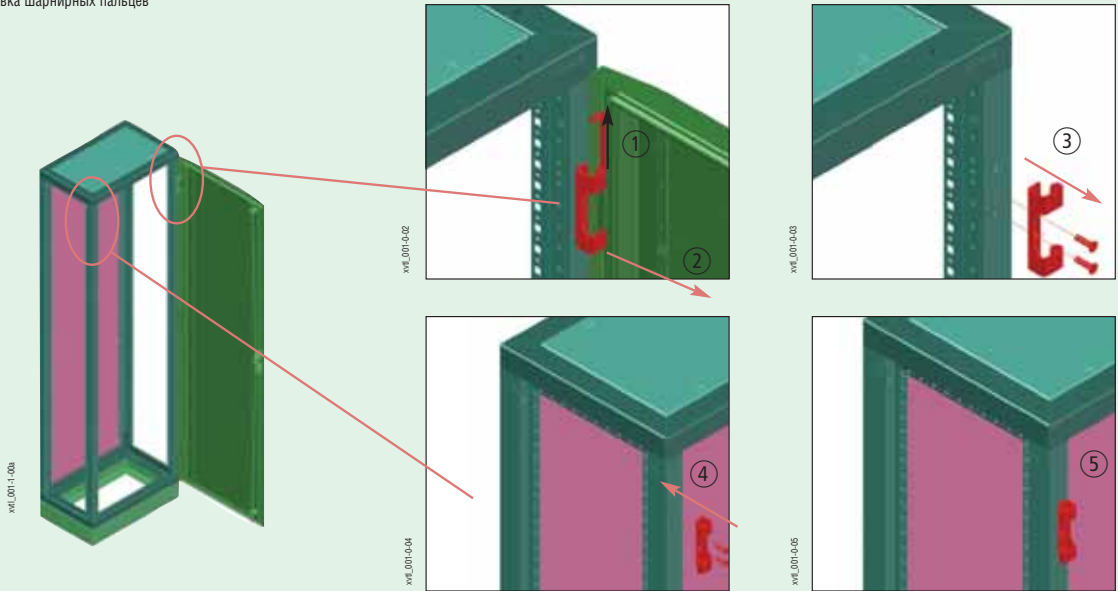 вка шарнирных пальцев
1
2
xvtl_001-0-02
3
xvtl_001-0-03
xvtl_001-1-00a
4
xvtl_001-0-04
5
xvtl_001-0-05